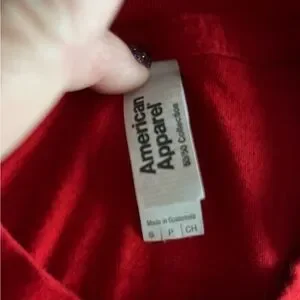 American
Apparel
50/50 Collection
Made in Guatemala
S P CH